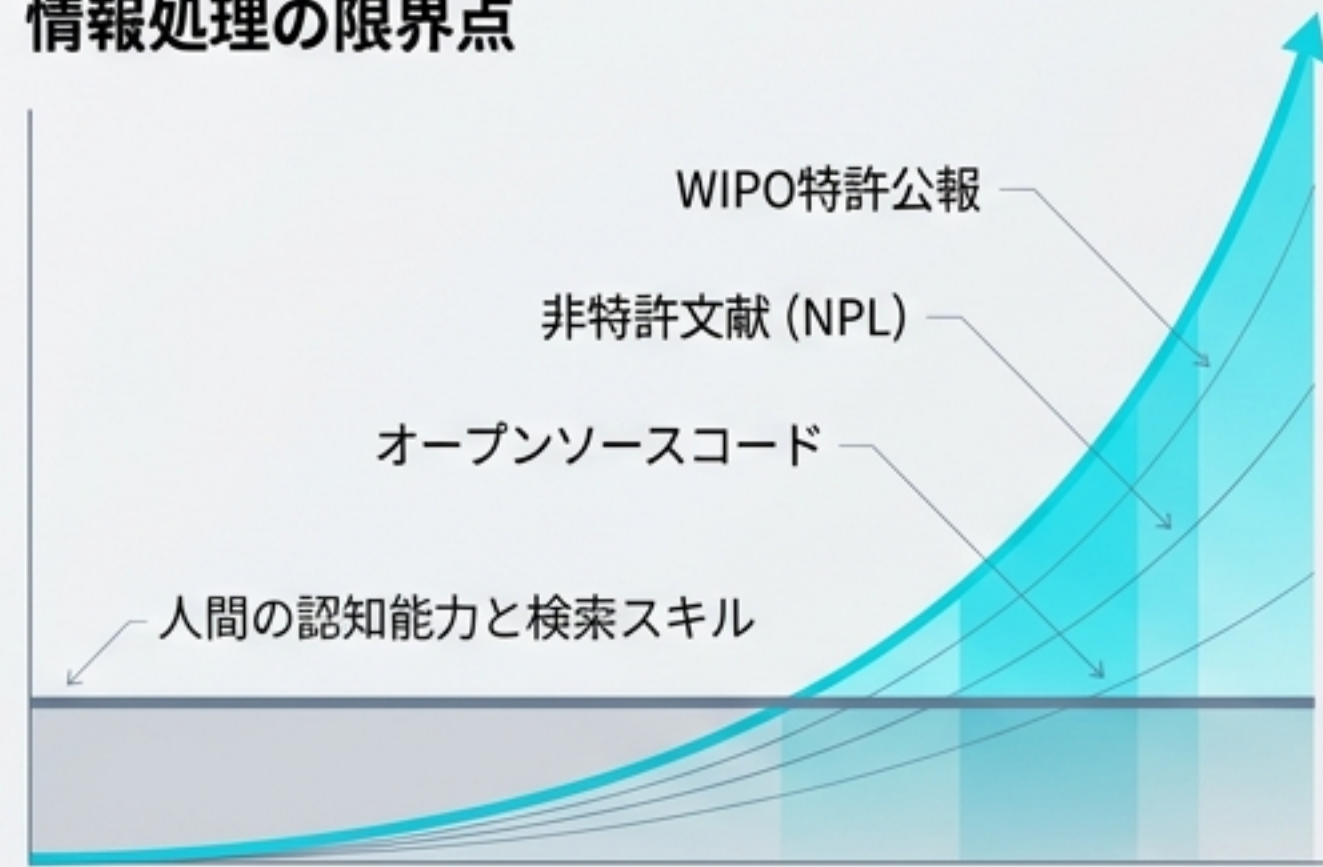 情報処理の限界点
WIPO特許公報
非特許文献 (NPL)
オープンソースコード
人間の認知能力と検索スキル